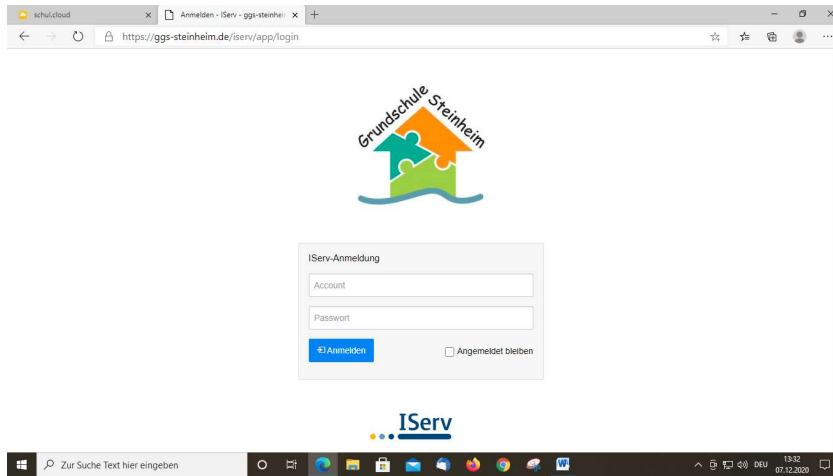 schul.cloud
Anmelden - IServ - ggs-steinhei
https://ggs-steinheim.de/iserv/app/login
Grundschule Steinheim
IServ-Anmeldung
Account
Passwort
Anmelden
Angemeldet bleiben
IServ
Zur Suche Text hier eingeben
W
DEU
13:32
07.12.2020